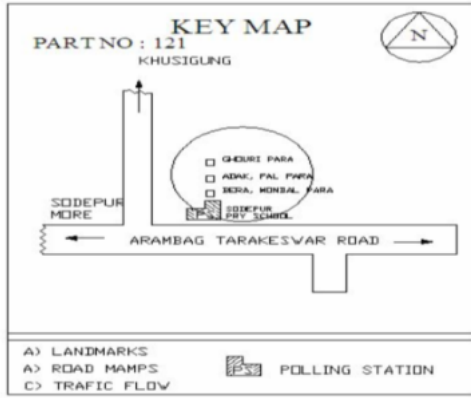 KEY MAP
PART NO : 121
N
KHUSIGUNG
GHOURI PARA
ADAK, PAL PARA
BERA, MONDAL PARA
SODEPUR
PRY SCHOOL
PS
SODEPUR
MORE
ARAMBAG TARAKESWAR ROAD
A) LANDMARKS
A) ROAD MAMPS
C) TRAFIC FLOW
PS
POLLING STATION